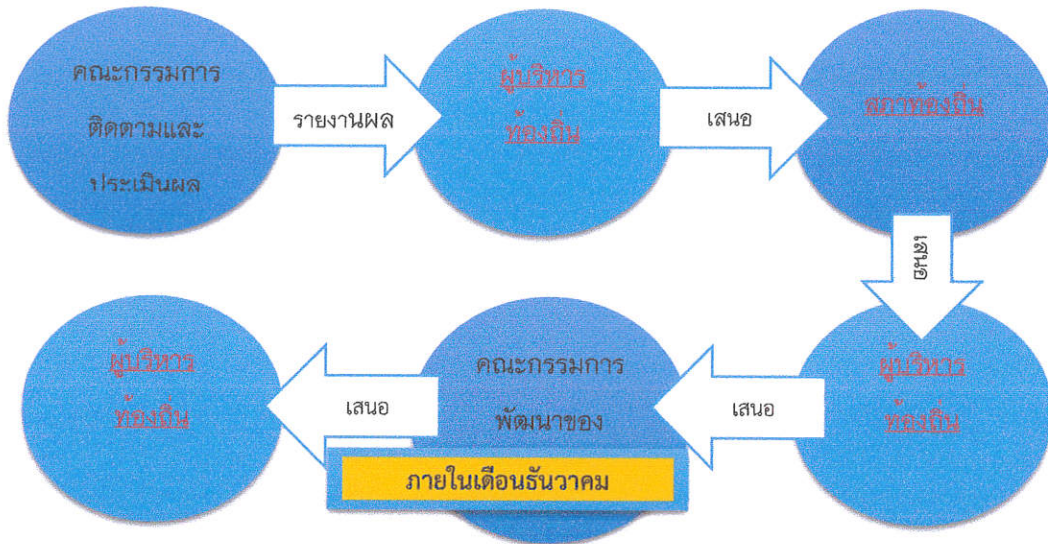 คณะกรรมการ
ติดตามและ
ประเมินผล
รายงานผล
ผู้บริหาร
ท้องถิ่น
เสนอ
สภาท้องถิ่น
เสนอ
ผู้บริหาร
ท้องถิ่น
เสนอ
คณะกรรมการ
พัฒนาของ
ภายในเดือนธันวาคม
เสนอ
ผู้บริหาร
ท้องถิ่น